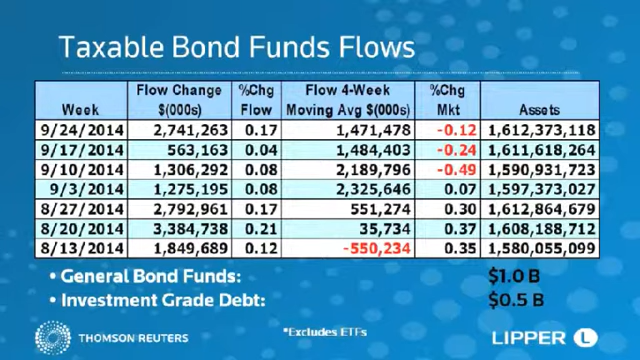 Taxable Bond Funds Flows
Flow Change %Chg Flow 4-Week %Chg
Week $(000s) Flow Moving Avg $(000s) Mkt Assets
9/24/2014 2,741,263 0.17 1,471,478 -0.12 1,612,373,118
9/17/2014 563,163 0.04 1,484,403 -0.24 1,611,618,264
9/10/2014 1,306,292 0.08 2,189,796 -0.49 1,590,931,723
9/3/2014 1,275,195 0.08 2,325,646 0.07 1,597,373,027
8/27/2014 2,792,961 0.17 551,274 0.30 1,612,864,679
8/20/2014 3,384,738 0.21 35,734 0.37 1,608,188,712
8/13/2014 1,849,689 0.12 -550,234 0.35 1,580,055,099
• General Bond Funds: $1.0 B
• Investment Grade Debt: $0.5 B
THOMSON REUTERS *Excludes ETFs LIPPER L